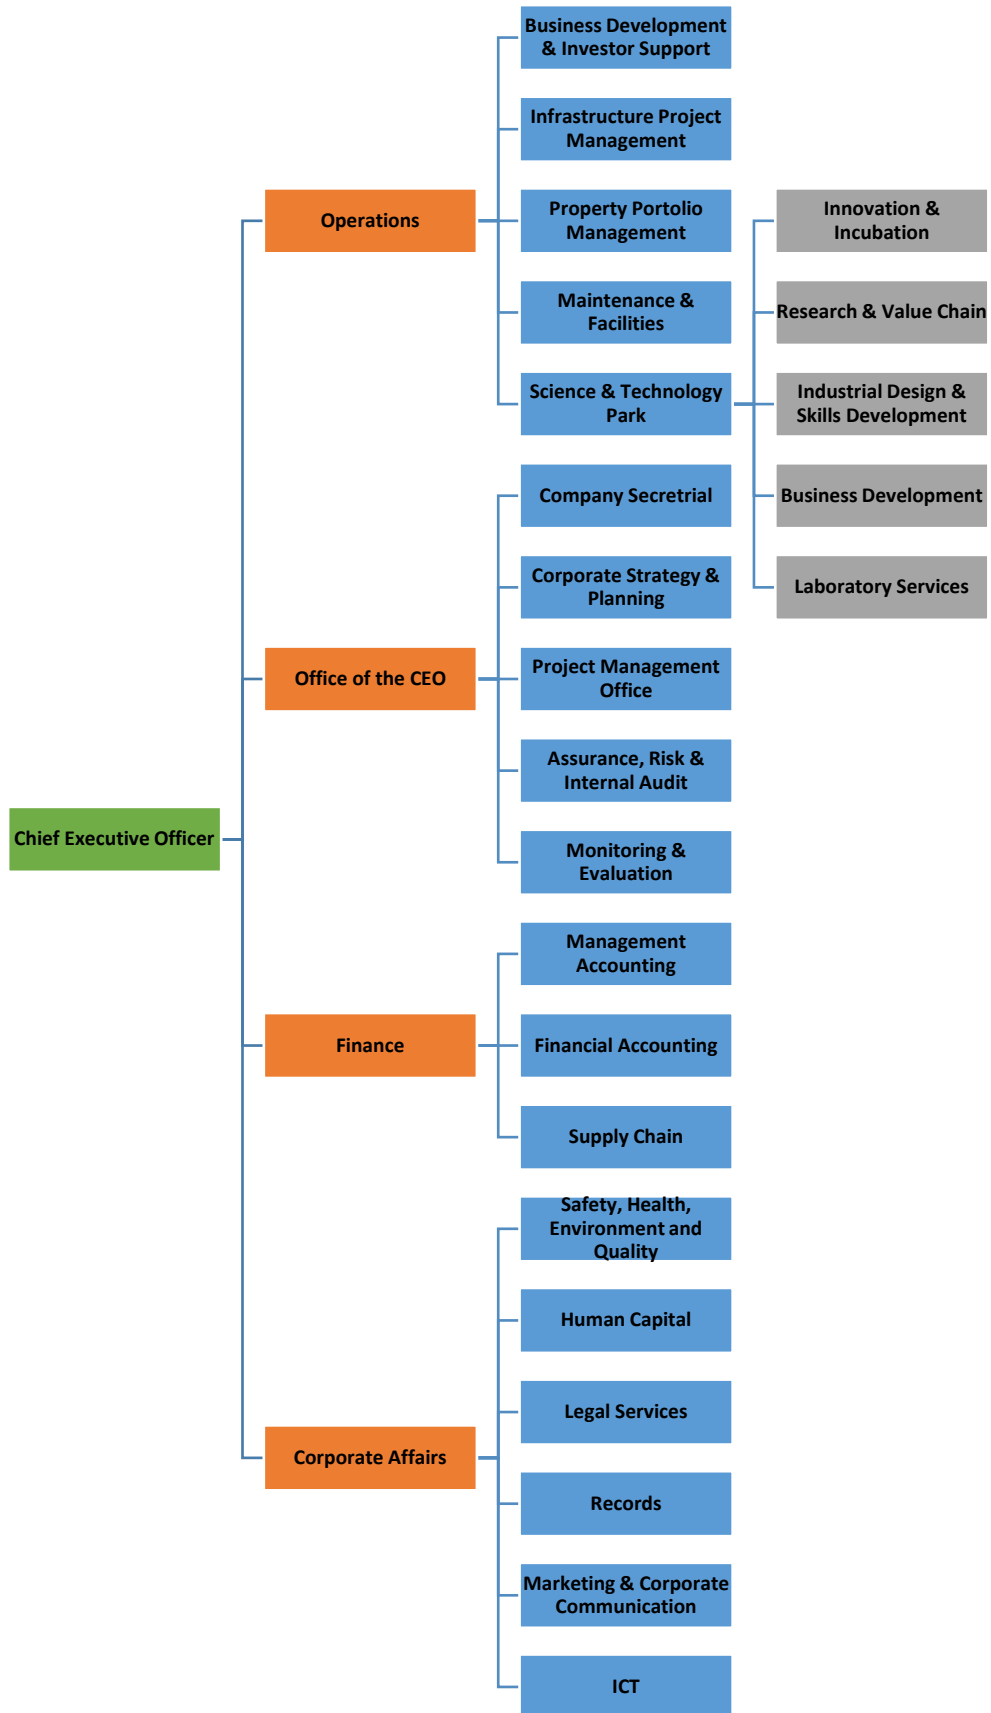 Business Development
& Investor Support
Infrastructure Project
Management
Operations
Property Portolio
Management
Innovation &
Incubation
Maintenance &
Facilities
Research & Value Chain
Science & Technology
Park
Industrial Design &
Skills Development
Company Secretrial
Business Development
Corporate Strategy &
Planning
Laboratory Services
Office of the CEO
Project Management
Office
Assurance, Risk &
Internal Audit
Chief Executive Officer
Monitoring &
Evaluation
Management
Accounting
Finance
Financial Accounting
Supply Chain
Safety, Health,
Environment and
Quality
Human Capital
Legal Services
Corporate Affairs
Records
Marketing & Corporate
Communication
ICT